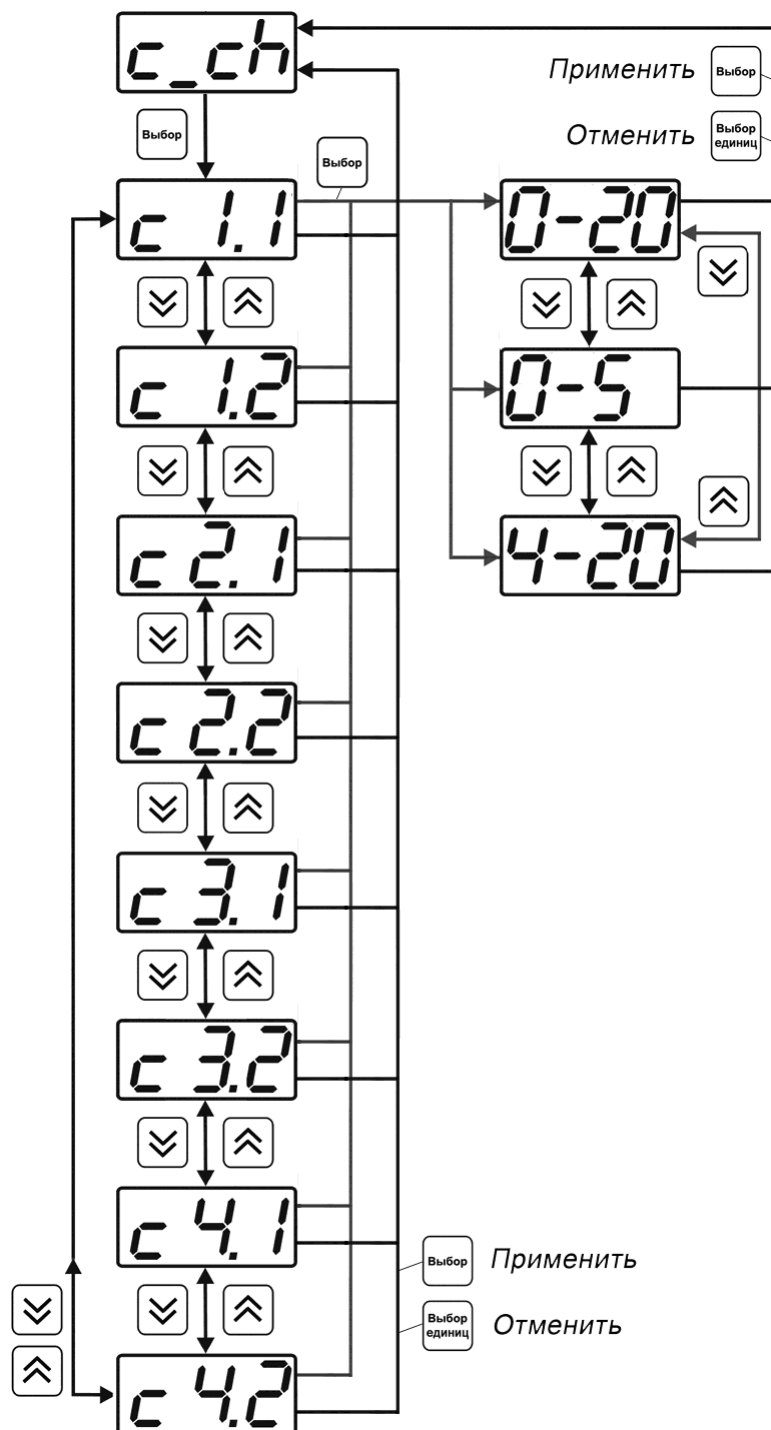 c_ch
Применить
Выбор
Отменить
Выбор
единиц
Выбор
Выбор
c 1.1
0-20
c 1.2
0-5
c 2.1
4-20
c 2.2
c 3.1
c 3.2
c 4.1
Выбор
Применить
Выбор
единиц
Отменить
c 4.2